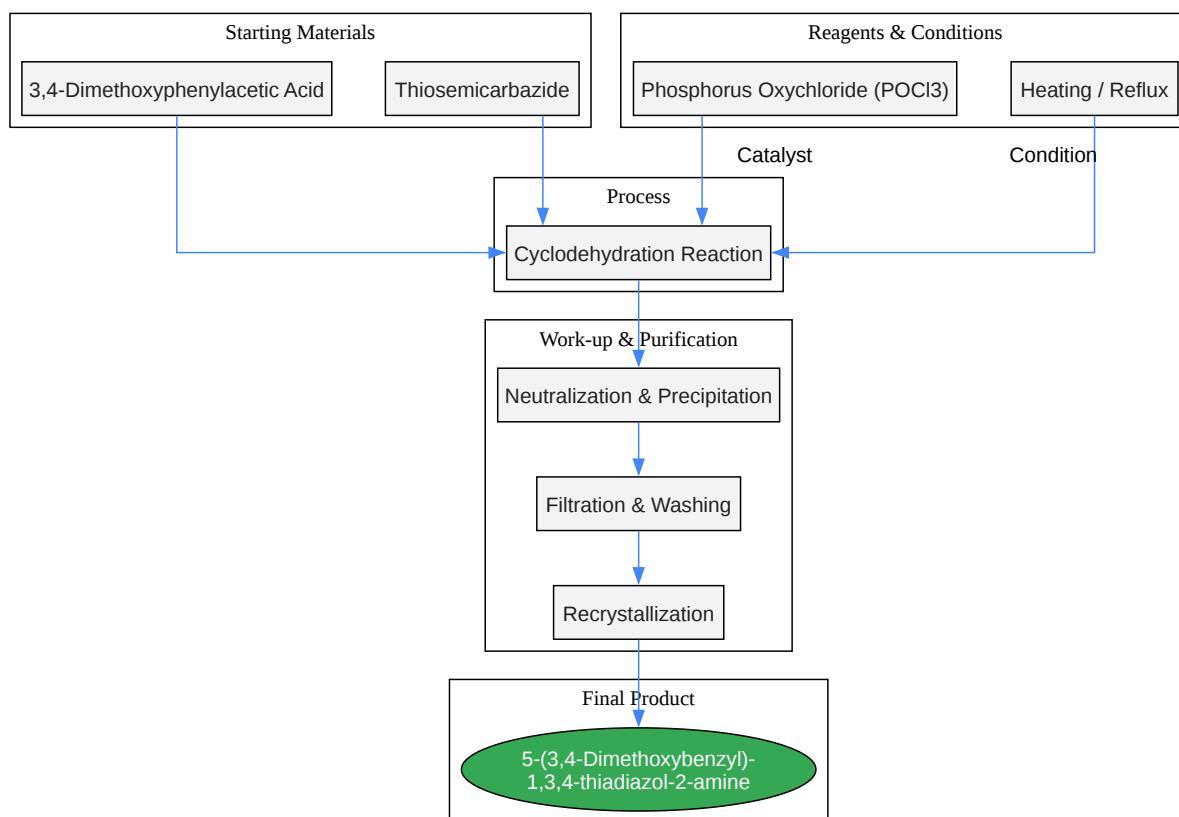 Starting Materials
Reagents & Conditions
3,4-Dimethoxyphenylacetic Acid
Thiosemicarbazide
Phosphorus Oxychloride (POCl3)
Heating / Reflux
Catalyst
Condition
Process
Cyclodehydration Reaction
Work-up & Purification
Neutralization & Precipitation
Filtration & Washing
Recrystallization
Final Product
5-(3,4-Dimethoxybenzyl)-
1,3,4-thiadiazol-2-amine